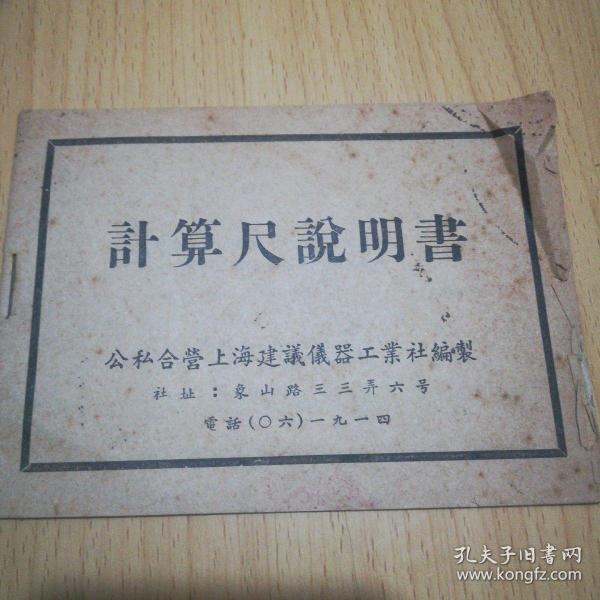 計算尺說明書
公私合營上海建議儀器工業社編製
社址：象山路三三弄六号
電話(〇六)一九一四
孔夫子旧书网
www.kongfz.com